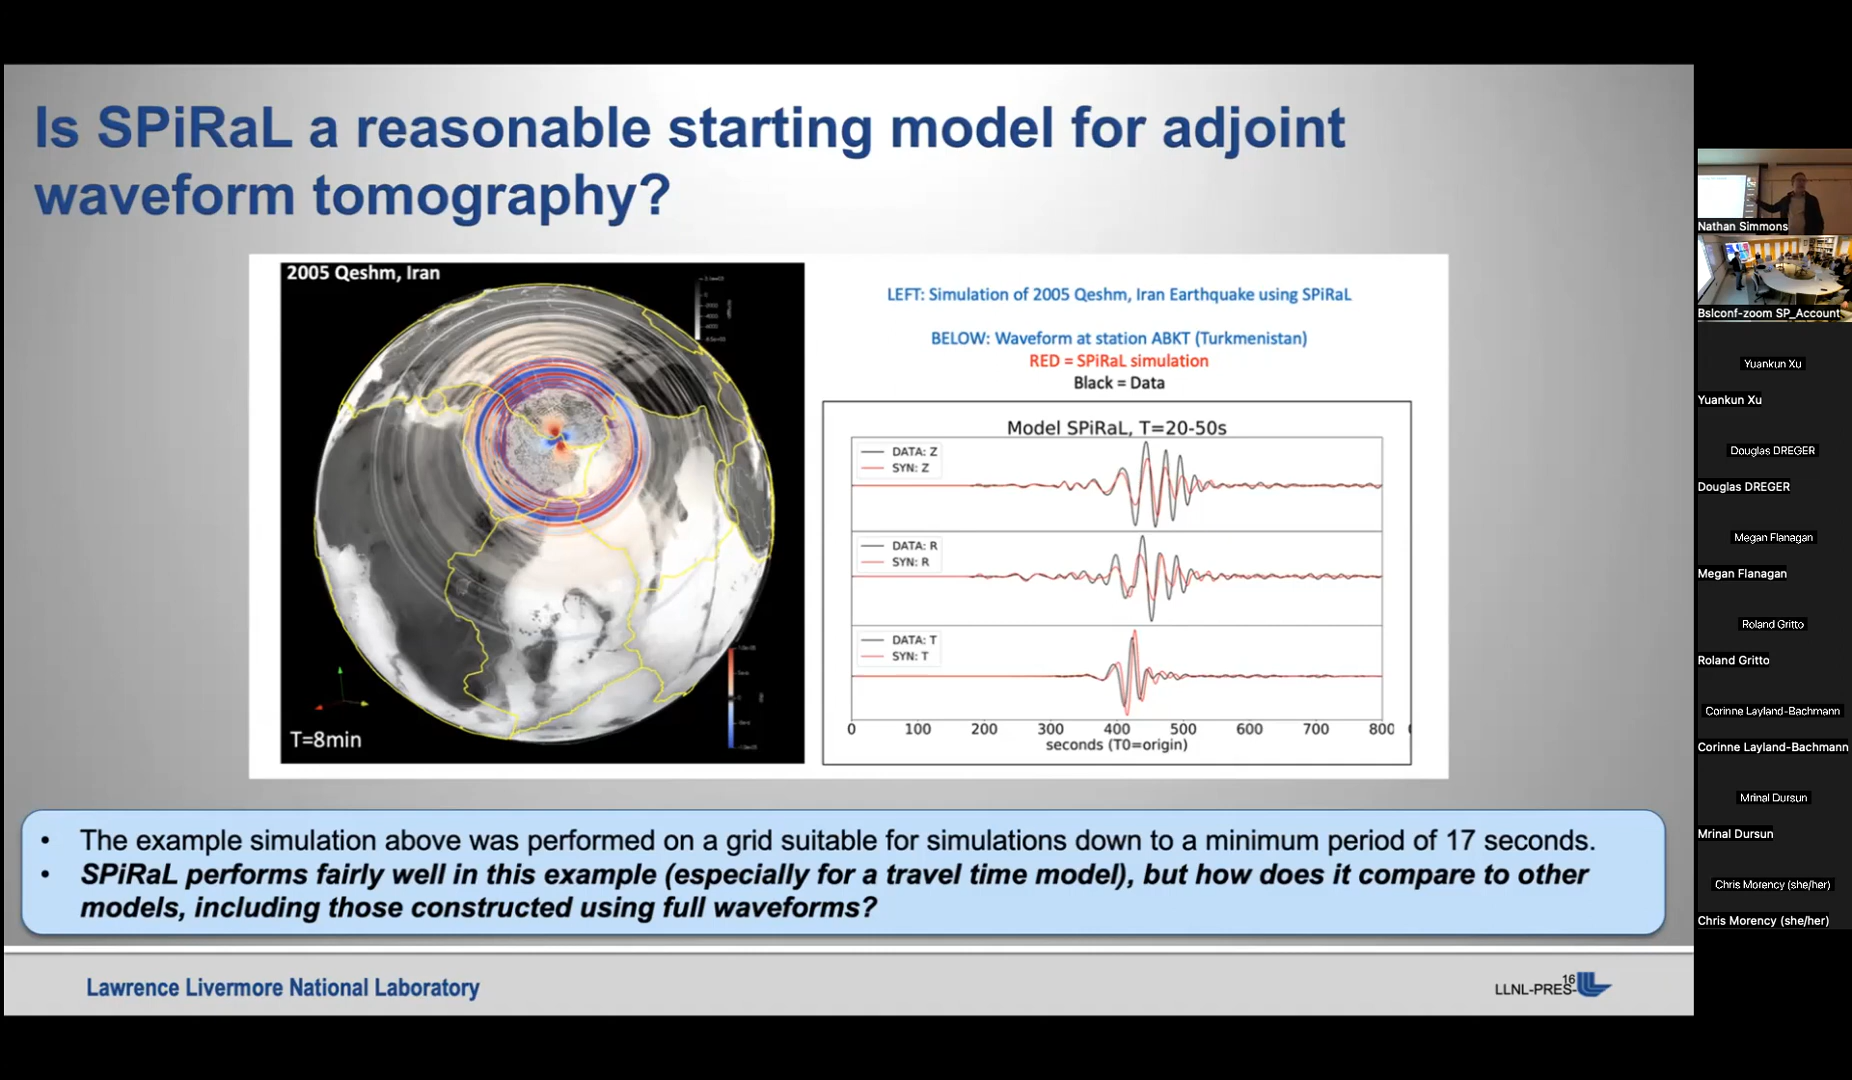 Is SPiRaL a reasonable starting model for adjoint
waveform tomography?
2005 Qeshm, Iran
T=8min
LEFT: Simulation of 2005 Qeshm, Iran Earthquake using SPiRaL
BELOW: Waveform at station ABKT (Turkmenistan)
RED = SPiRaL simulation
Black = Data
Model SPiRaL, T=20-50s
DATA: Z
SYN: Z
DATA: R
SYN: R
DATA: T
SYN: T
0 100 200 300 400 500 600 700 800
seconds (T0=origin)
• The example simulation above was performed on a grid suitable for simulations down to a minimum period of 17 seconds.
• SPiRaL performs fairly well in this example (especially for a travel time model), but how does it compare to other
models, including those constructed using full waveforms?
Lawrence Livermore National Laboratory
LLNL-PRES-
16
Nathan Simmons
Bslconf-zoom SP_Account
Yuankun Xu
Yuankun Xu
Douglas DREGER
Douglas DREGER
Megan Flanagan
Megan Flanagan
Roland Gritto
Roland Gritto
Corinne Layland-Bachmann
Corinne Layland-Bachmann
Mrinal Dursun
Mrinal Dursun
Chris Morency (she/her)
Chris Morency (she/her)